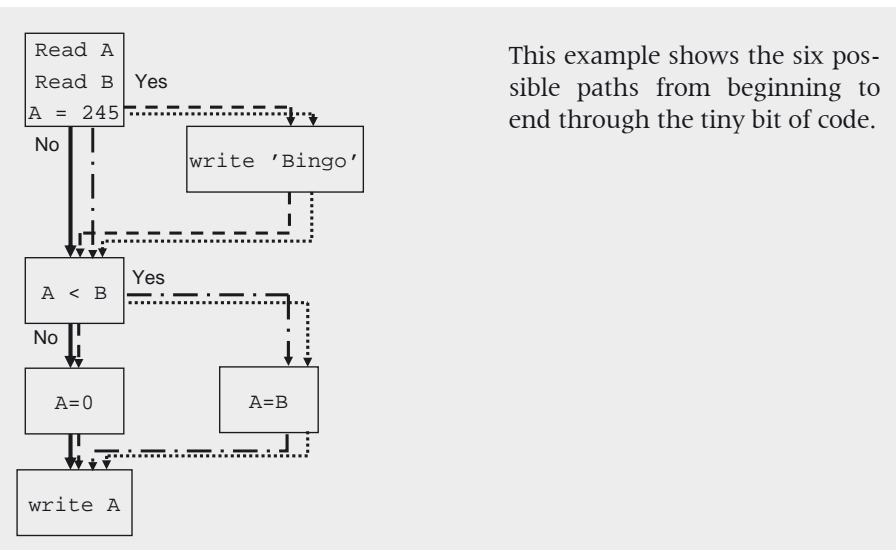 Read A
Read B
Yes
A = 245
No
write 'Bingo'
A < B
Yes
No
A=0
A=B
write A
This example shows the six pos-
sible paths from beginning to
end through the tiny bit of code.